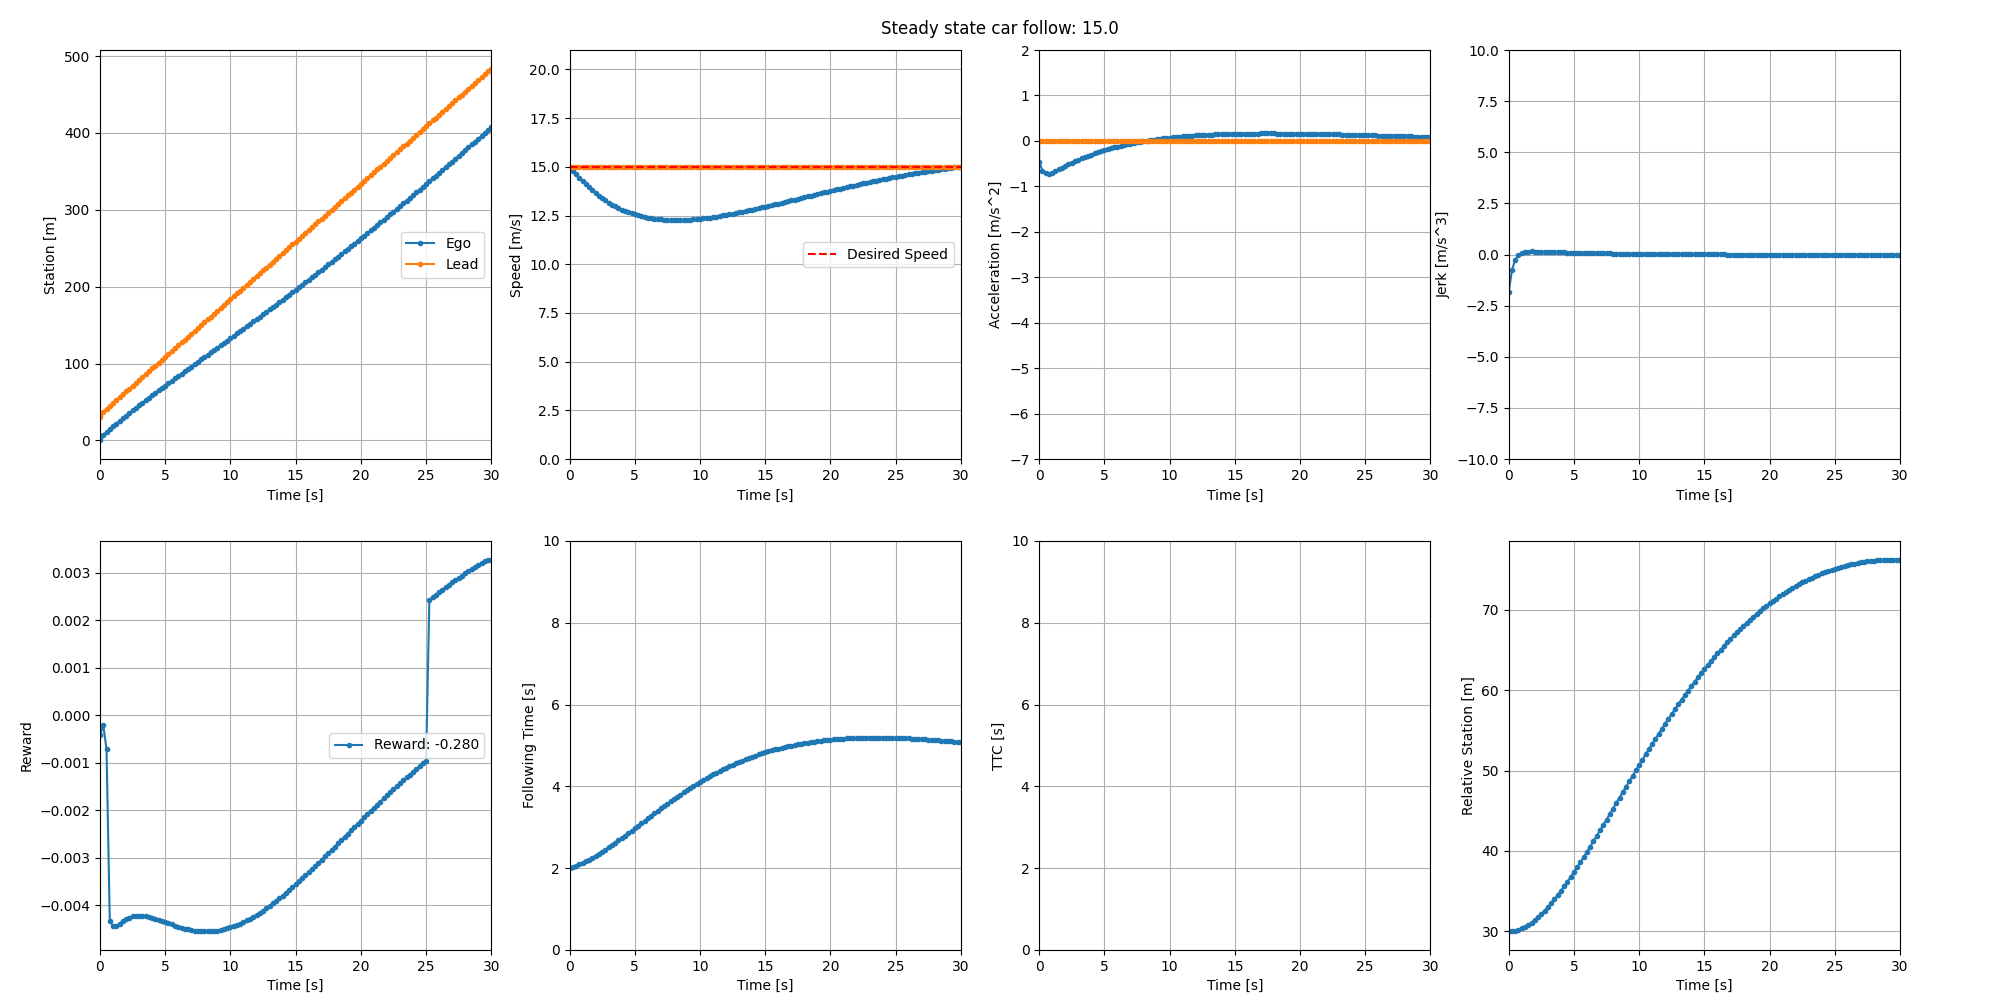 Steady state car follow: 15.0
500
400
300
200
100
0
Station [m]
Ego
Lead
0 5 10 15 20 25 30
Time [s]
20.0
17.5
15.0
12.5
10.0
7.5
5.0
2.5
0.0
Speed [m/s]
Desired Speed
0 5 10 15 20 25 30
Time [s]
2
1
0
−1
−2
−3
−4
−5
−6
−7
Acceleration [m/s^2]
0 5 10 15 20 25 30
Time [s]
10.0
7.5
5.0
2.5
0.0
−2.5
−5.0
−7.5
−10.0
Jerk [m/s^3]
0 5 10 15 20 25 30
Time [s]
0.003
0.002
0.001
0.000
−0.001
−0.002
−0.003
−0.004
Reward
Reward: -0.280
0 5 10 15 20 25 30
Time [s]
10
8
6
4
2
0
Following Time [s]
0 5 10 15 20 25 30
Time [s]
10
8
6
4
2
0
TTC [s]
0 5 10 15 20 25 30
Time [s]
70
60
50
40
30
Relative Station [m]
0 5 10 15 20 25 30
Time [s]